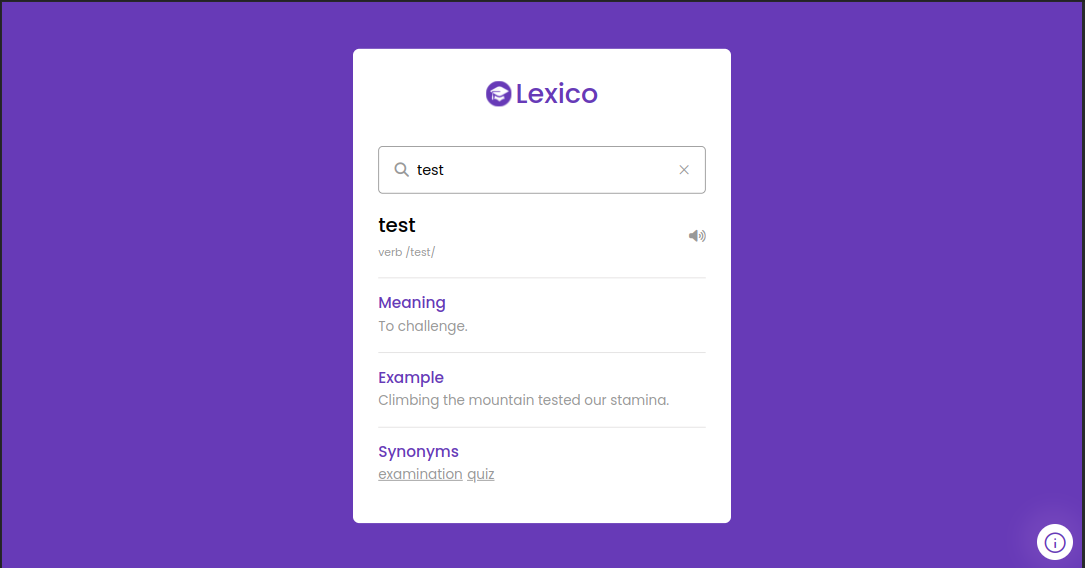 Lexico
test
test
verb /test/
Meaning
To challenge.
Example
Climbing the mountain tested our stamina.
Synonyms
examination quiz